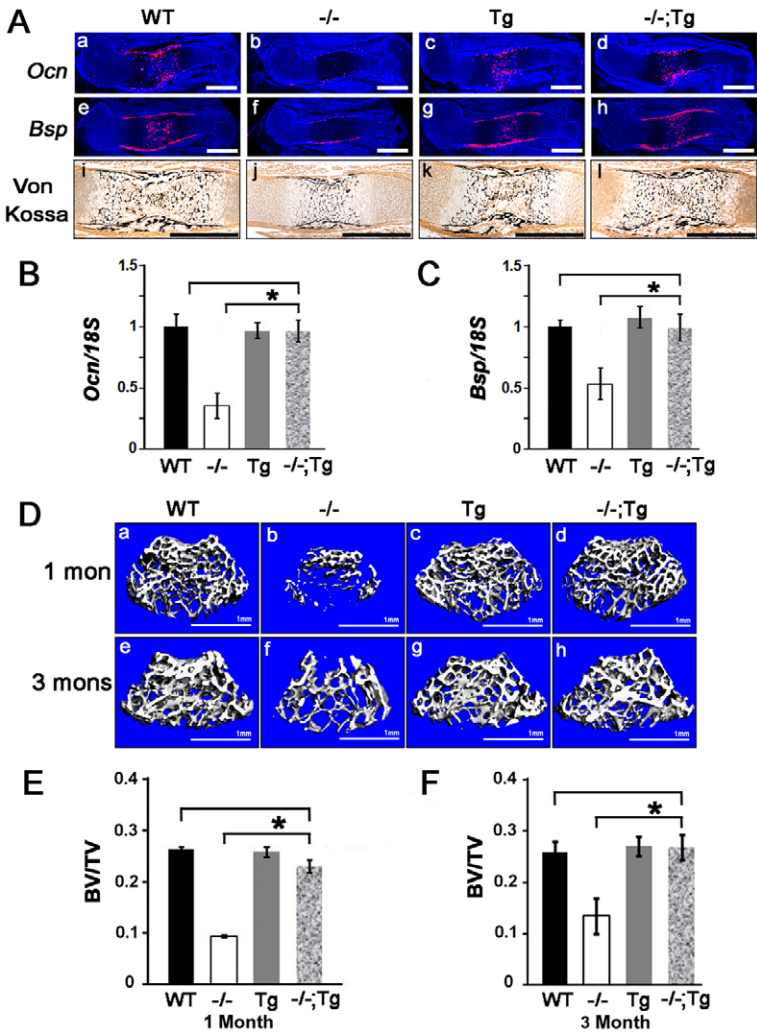 A WT -/- Tg -/-;Tg
a b c d
Ocn
e f g h
Bsp
i j k l
Von
Kossa
B
1.5
1
0.5
0
Ocn/18S
*
WT -/- Tg -/-;Tg
C
1.5
1
0.5
0
Bsp/18S
*
WT -/- Tg -/-;Tg
D WT -/- Tg -/-;Tg
a b c d
1 mon
1mm 1mm 1mm 1mm
e f g h
3 mons
1mm 1mm 1mm 1mm
E
0.4
0.3
0.2
0.1
0
BV/TV
*
WT -/- Tg -/-;Tg
1 Month
F
0.4
0.3
0.2
0.1
0
BV/TV
*
WT -/- Tg -/-;Tg
3 Month